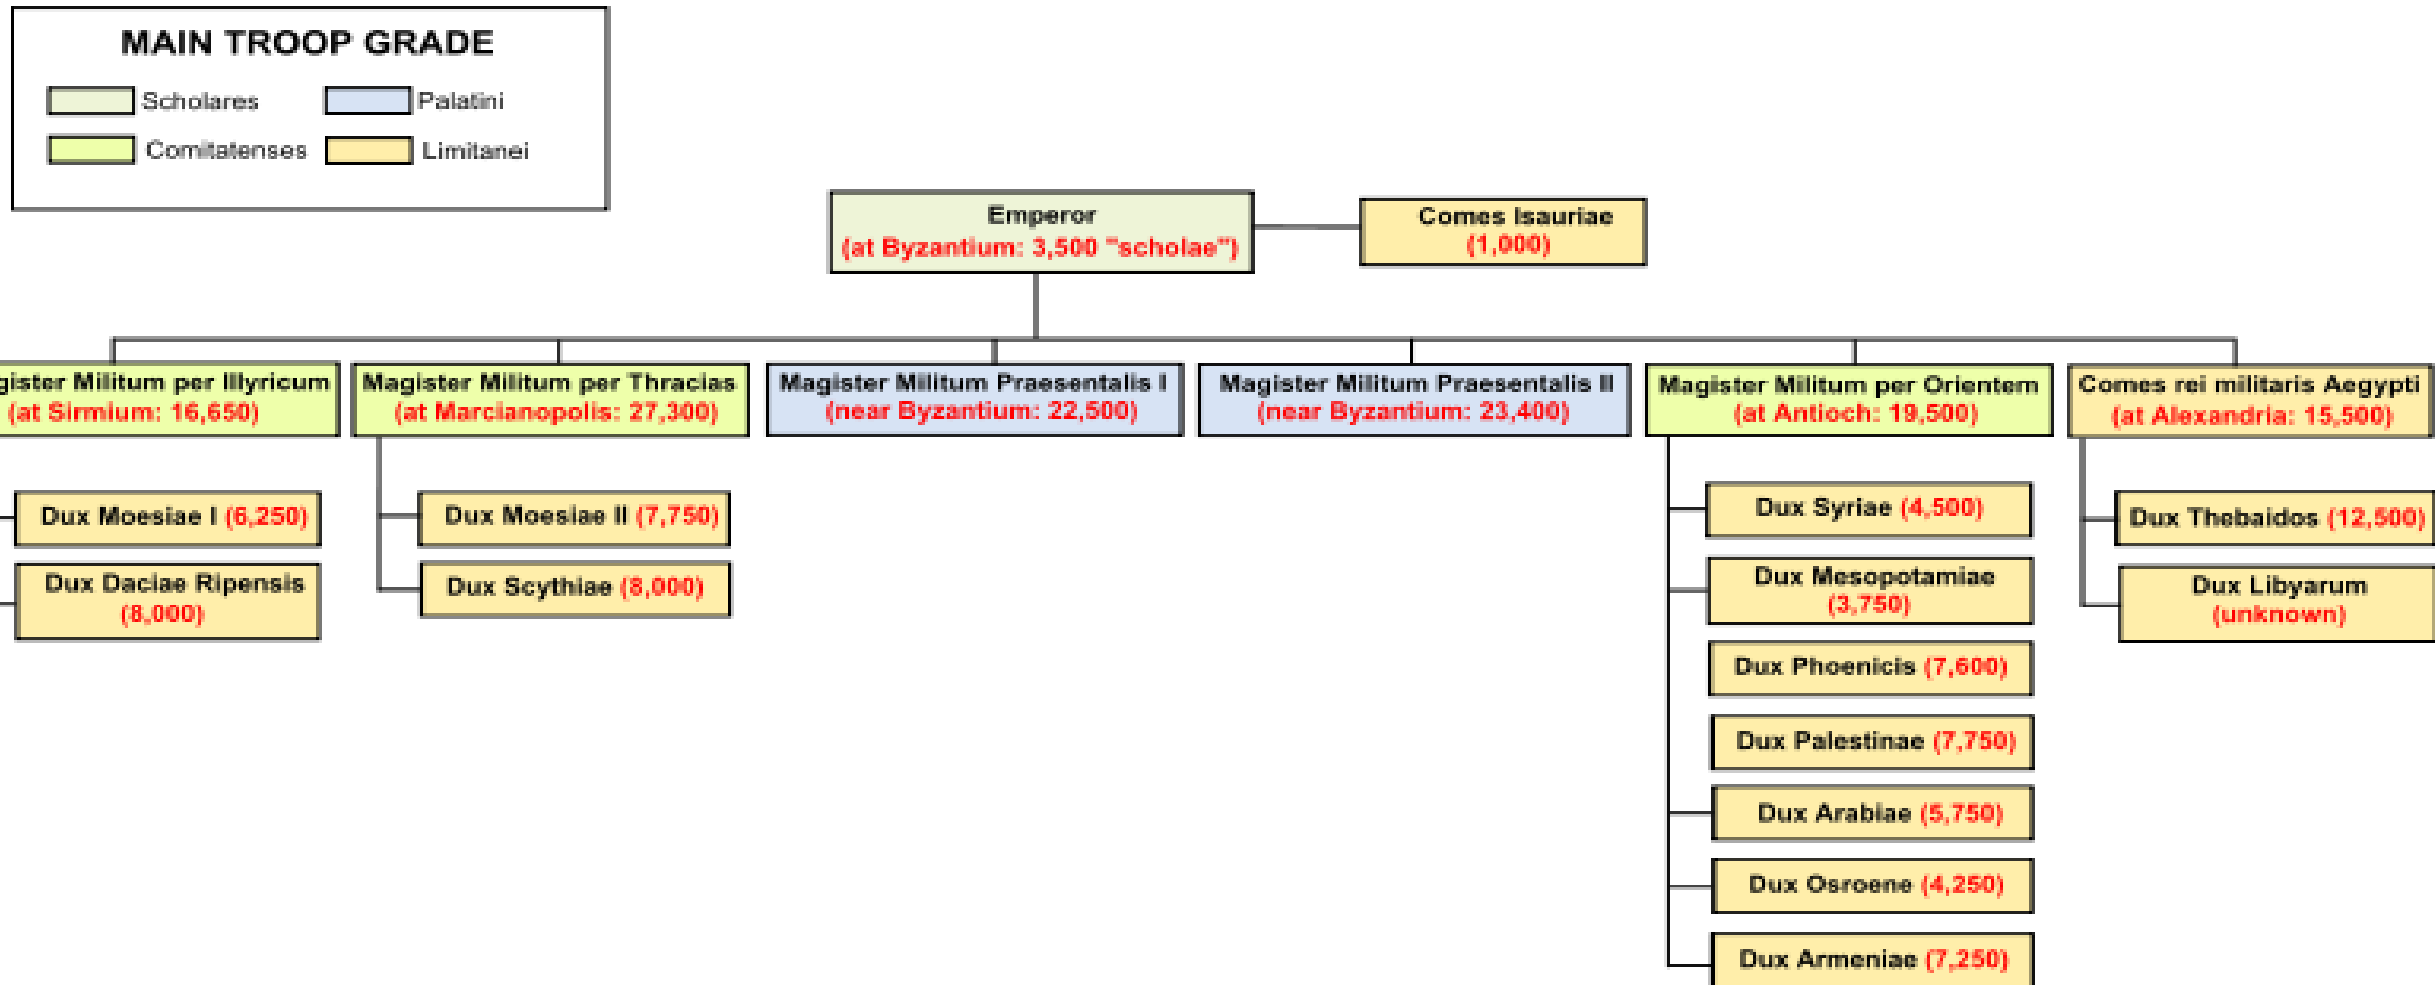 MAIN TROOP GRADE
Scholares
Palatini
Comitatenses
Limitanei
Emperor
(at Byzantium: 3,500 "scholae")
Comes Isauriae
(1,000)
gister Militum per Illyricum
(at Sirmium: 16,650)
Magister Militum per Thracias
(at Marcianopolis: 27,300)
Magister Militum Praesentalis I
(near Byzantium: 22,500)
Magister Militum Praesentalis II
(near Byzantium: 23,400)
Magister Militum per Orientem
(at Antioch: 19,500)
Comes rei militaris Aegypti
(at Alexandria: 15,500)
Dux Moesiae I (6,250)
Dux Daciae Ripensis
(8,000)
Dux Moesiae II (7,750)
Dux Scythiae (8,000)
Dux Syriae (4,500)
Dux Mesopotamiae
(3,750)
Dux Phoenicis (7,600)
Dux Palestinae (7,750)
Dux Arabiae (5,750)
Dux Osroene (4,250)
Dux Armeniae (7,250)
Dux Thebaidos (12,500)
Dux Libyarum
(unknown)